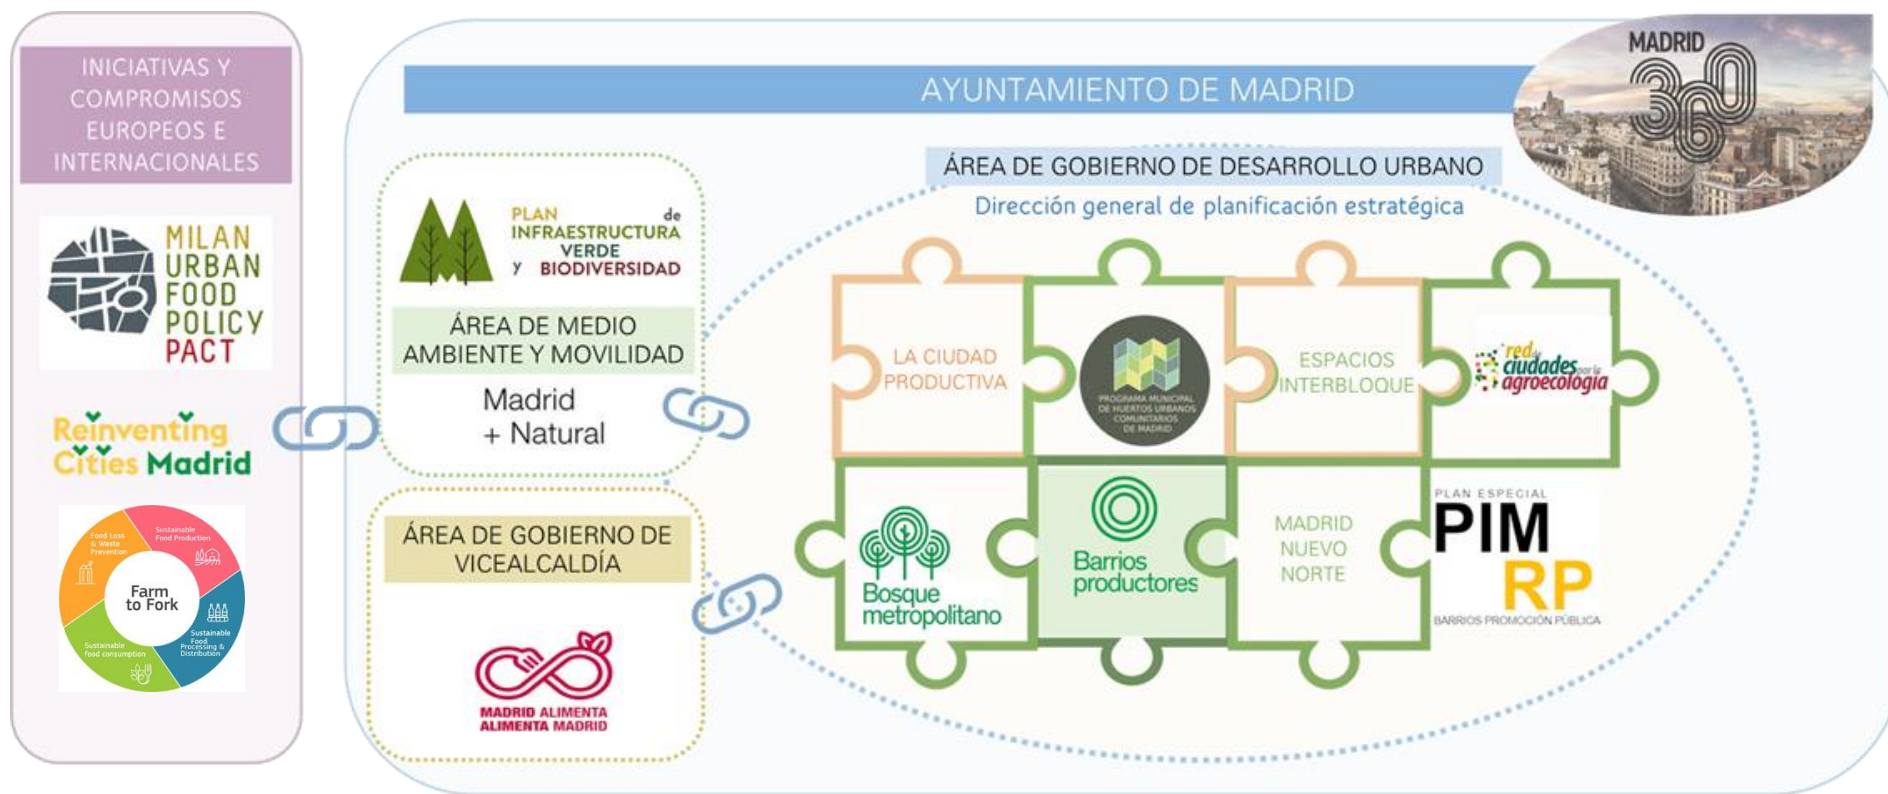 INICIATIVAS Y
COMPROMISOS
EUROPEOS E
INTERNACIONALES
MILAN
URBAN
FOOD
POLICY
PACT
Reinventing
Cities Madrid
Food Loss
& Waste
Prevention
Sustainable
Food Production
Farm
to Fork
Sustainable
food consumption
Sustainable
Food
Processing &
Distribution
AYUNTAMIENTO DE MADRID
MADRID
360
PLAN de
INFRAESTRUCTURA
VERDE
y BIODIVERSIDAD
ÁREA DE MEDIO
AMBIENTE Y MOVILIDAD
Madrid
+ Natural
ÁREA DE GOBIERNO DE
VICEALCALDÍA
MADRID ALIMENTA
ALIMENTA MADRID
ÁREA DE GOBIERNO DE DESARROLLO URBANO
Dirección general de planificación estratégica
LA CIUDAD
PRODUCTIVA
PROGRAMA MUNICIPAL
DE HUERTOS URBANOS
COMUNITARIOS
DE MADRID
ESPACIOS
INTERBLOQUE
red de
ciudades por la
agroecología
Bosque
metropolitano
Barrios
productores
MADRID
NUEVO
NORTE
PLAN ESPECIAL
PIM
RP
BARRIOS PROMOCIÓN PÚBLICA